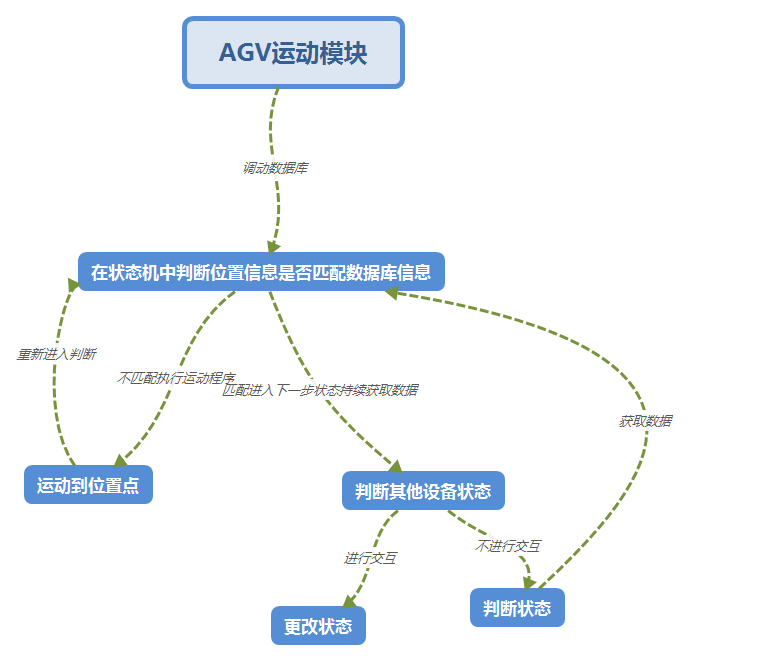 AGV运动模块
调动数据库
在状态机中判断位置信息是否匹配数据库信息
重新进入判断
不匹配执行运动程序
匹配进入下一步状态持续获取数据
获取数据
运动到位置点
判断其他设备状态
进行交互
不进行交互
更改状态
判断状态